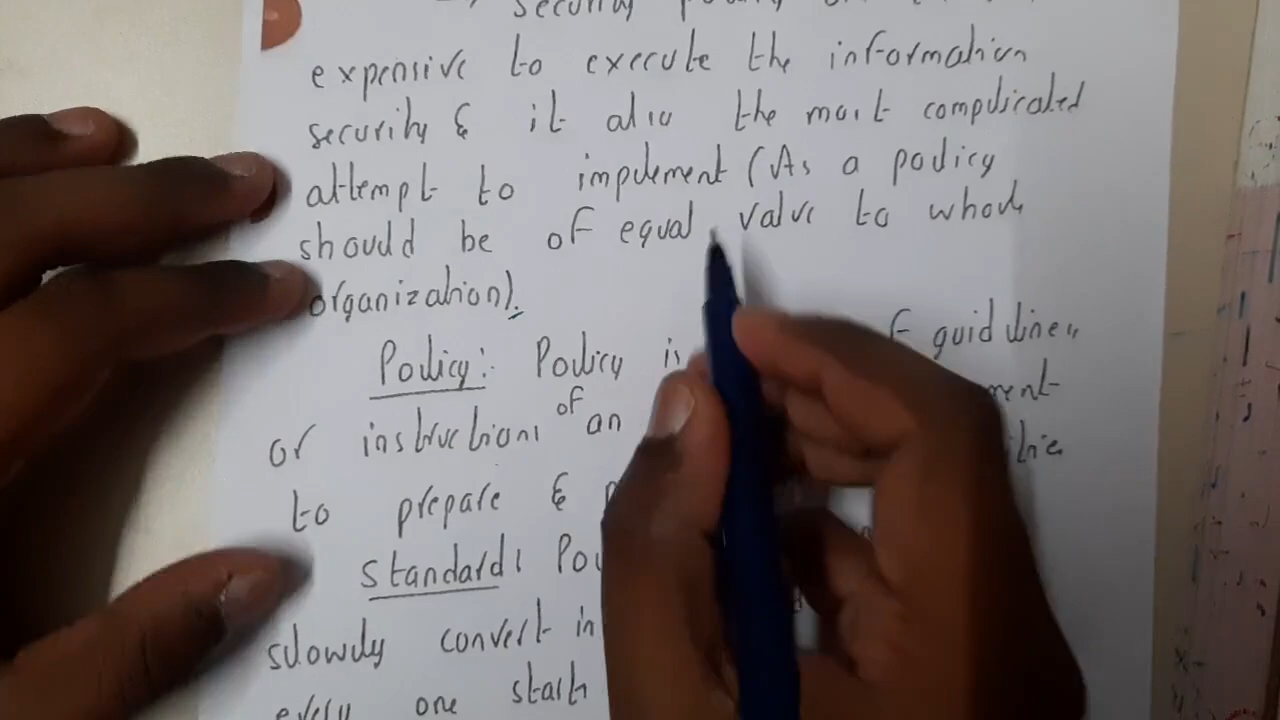 security policy
expensive to execute the information
security & it also the most complicated
attempt to implement (As a policy
should be of equal value to whole
organization).
Policy: Policy is guidlines
or instructions of an
to prepare &
Standard:
slowly convert in
every one start